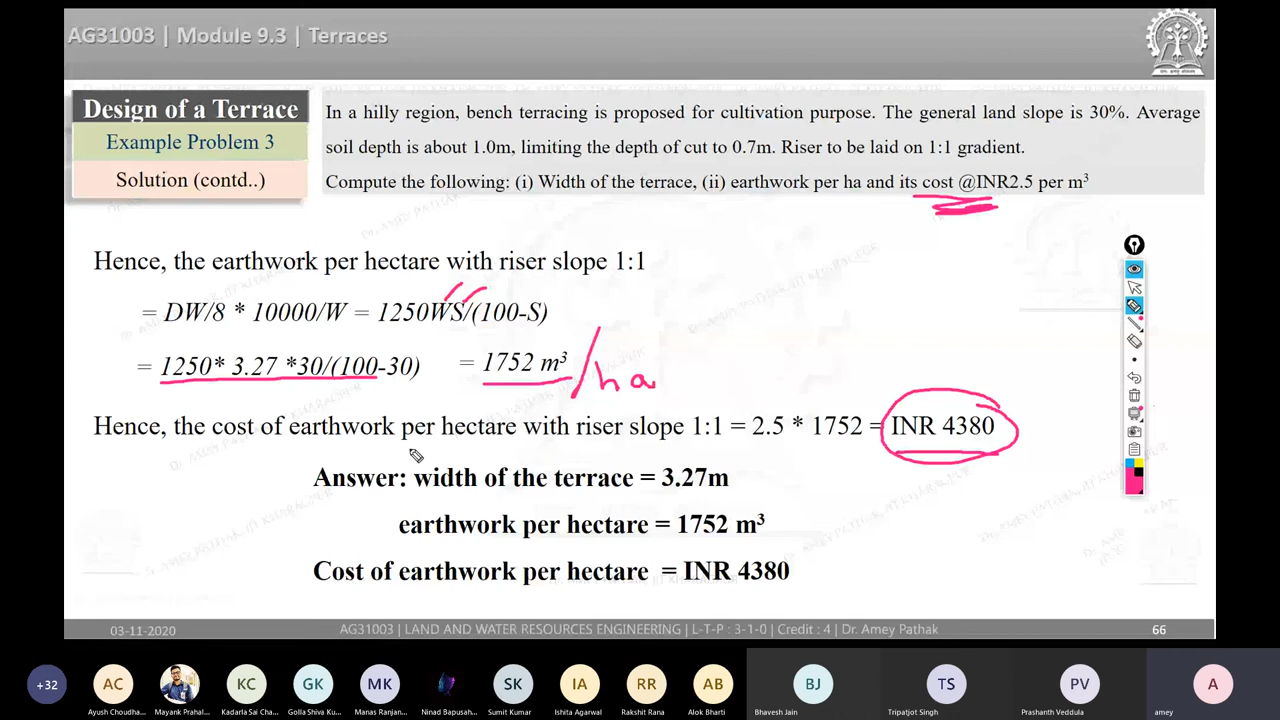 AG31003 | Module 9.3 | Terraces
Design of a Terrace
Example Problem 3
Solution (contd..)
In a hilly region, bench terracing is proposed for cultivation purpose. The general land slope is 30%. Average
soil depth is about 1.0m, limiting the depth of cut to 0.7m. Riser to be laid on 1:1 gradient.
Compute the following: (i) Width of the terrace, (ii) earthwork per ha and its cost @INR2.5 per m³
Hence, the earthwork per hectare with riser slope 1:1
= DW/8 * 10000/W = 1250WS/(100-S)
= 1250* 3.27 *30/(100-30) = 1752 m³ /ha
Hence, the cost of earthwork per hectare with riser slope 1:1 = 2.5 * 1752 = INR 4380
Answer: width of the terrace = 3.27m
earthwork per hectare = 1752 m³
Cost of earthwork per hectare = INR 4380
03-11-2020 AG31003 | LAND AND WATER RESOURCES ENGINEERING | L-T-P : 3-1-0 | Credit : 4 | Dr. Amey Pathak 66
+32 AC KC GK MK SK IA RR AB BJ TS PV A
Ayush Choudha... Mayank Prahal... Kadarla Sai Cha... Golla Shiva Ku... Manas Ranjan... Ninad Bapusah... Sumit Kumar Ishita Agarwal Rakshit Rana Alok Bharti Bhavesh Jain Tripatjot Singh Prashanth Veddula amey